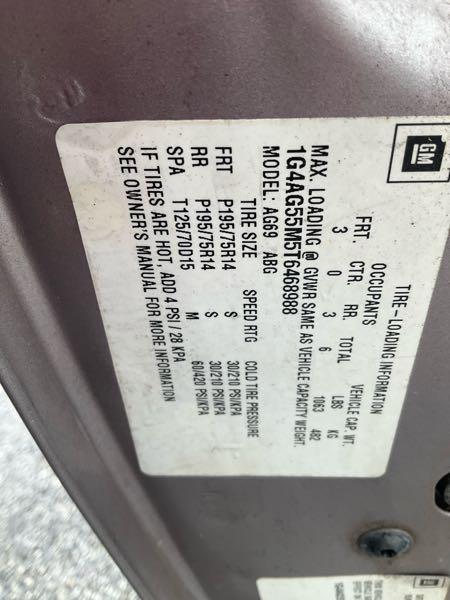 GM
TIRE-LOADING INFORMATION
OCCUPANTS VEHICLE CAP. WT.
FRT. CTR. RR. TOTAL LBS KG
3 0 3 6 1063 482
MAX. LOADING @ GVWR SAME AS VEHICLE CAPACITY WEIGHT.
1G4AG55M5T6468988
MODEL: AG69 ABG
TIRE SIZE SPEED RTG COLD TIRE PRESSURE
FRT P195/75R14 S 30/210 PSI/KPA
RR P195/75R14 S 30/210 PSI/KPA
SPA T125/70D15 M 60/420 PSI/KPA
IF TIRES ARE HOT, ADD 4 PSI / 28 KPA
SEE OWNER'S MANUAL FOR MORE INFORMATION